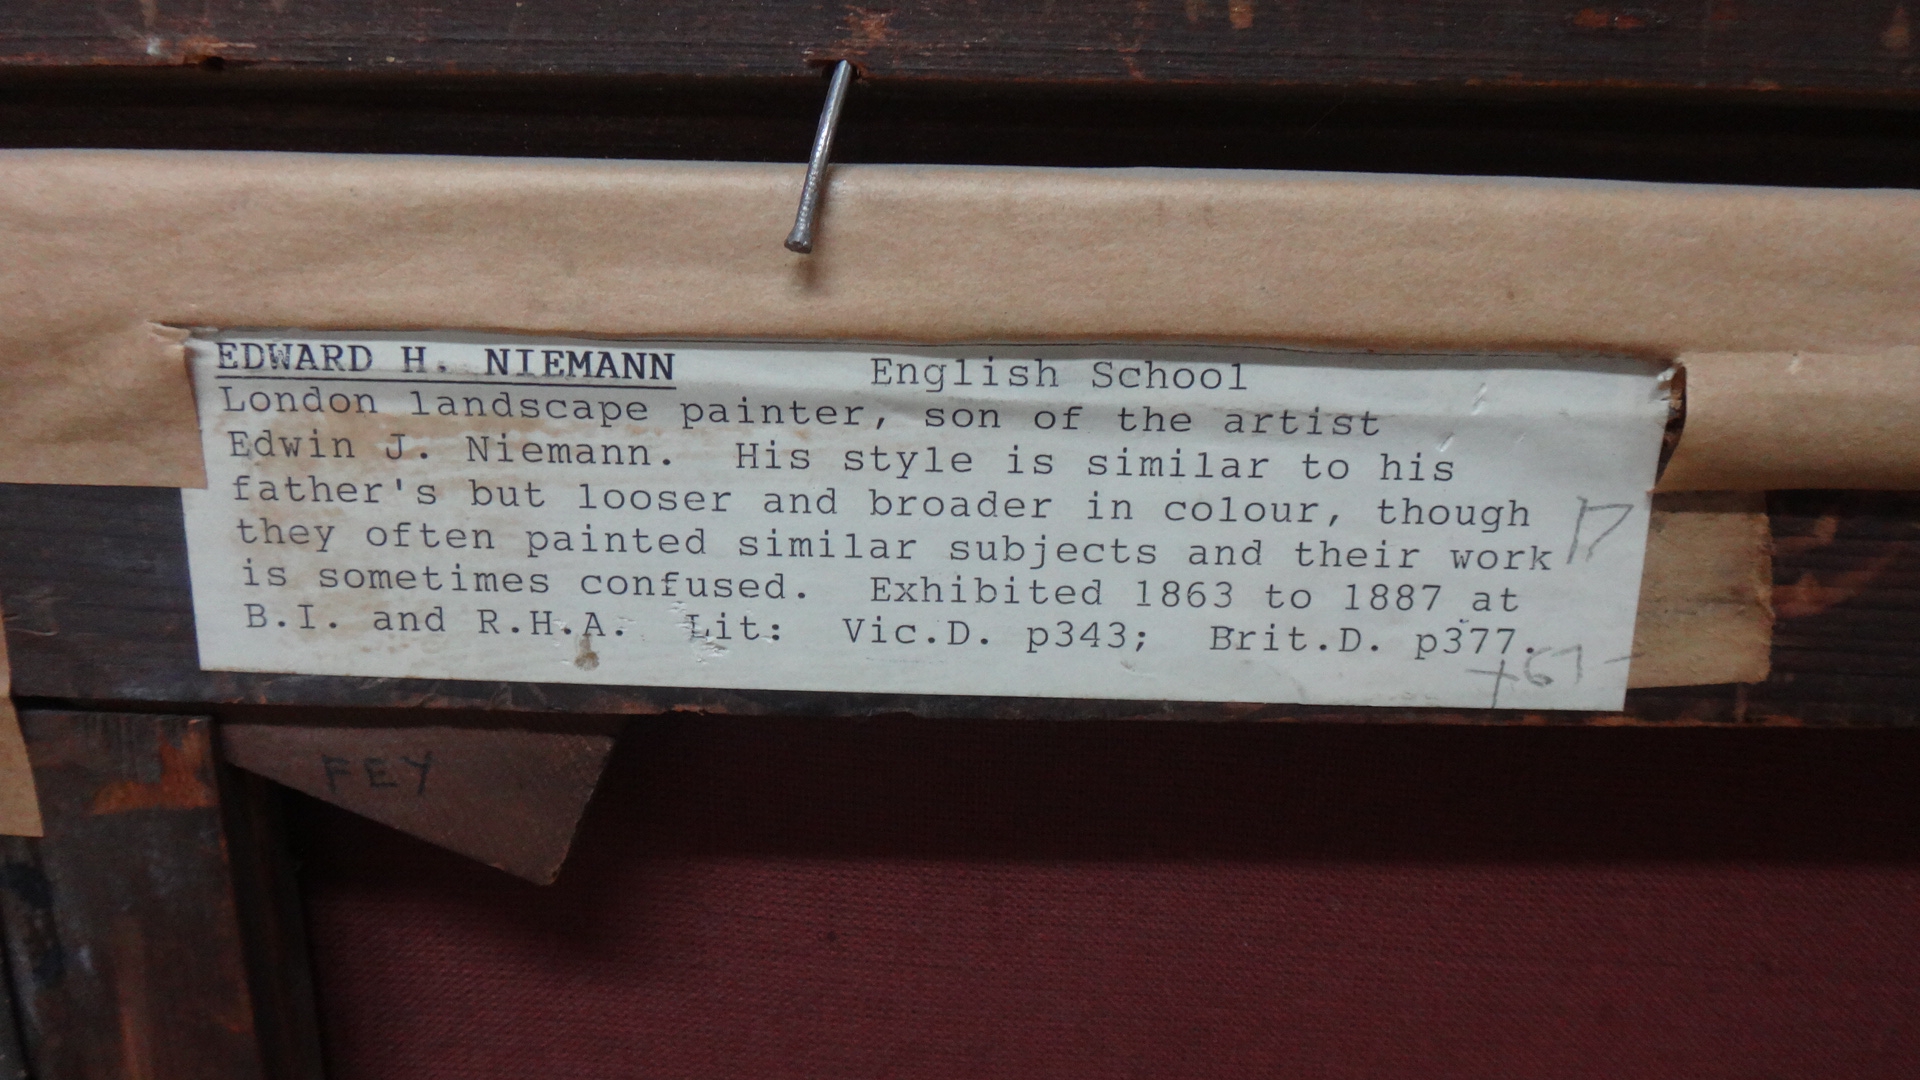 EDWARD H. NIEMANN English School
London landscape painter, son of the artist
Edwin J. Niemann. His style is similar to his
father's but looser and broader in colour, though
they often painted similar subjects and their work
is sometimes confused. Exhibited 1863 to 1887 at
B.I. and R.H.A. Lit: Vic.D. p343; Brit.D. p377.
17
FEY